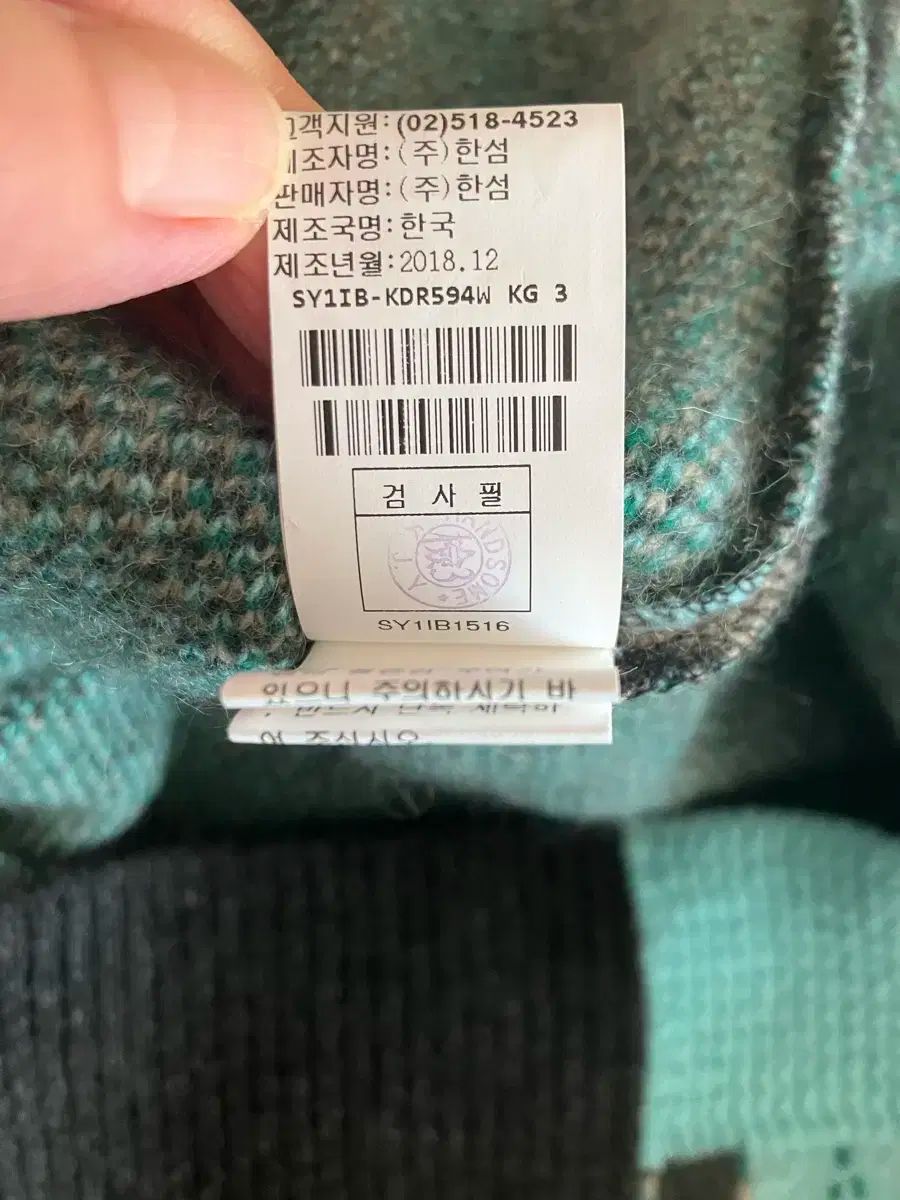 고객지원:(02)518-4523
제조자명:(주)한섬
판매자명:(주)한섬
제조국명:한국
제조년월:2018.12
SY1IB-KDR594W KG 3
검 사 필
HANDSOME
SY1IB1516
있으니 주의하시기 바
어 주십시오.